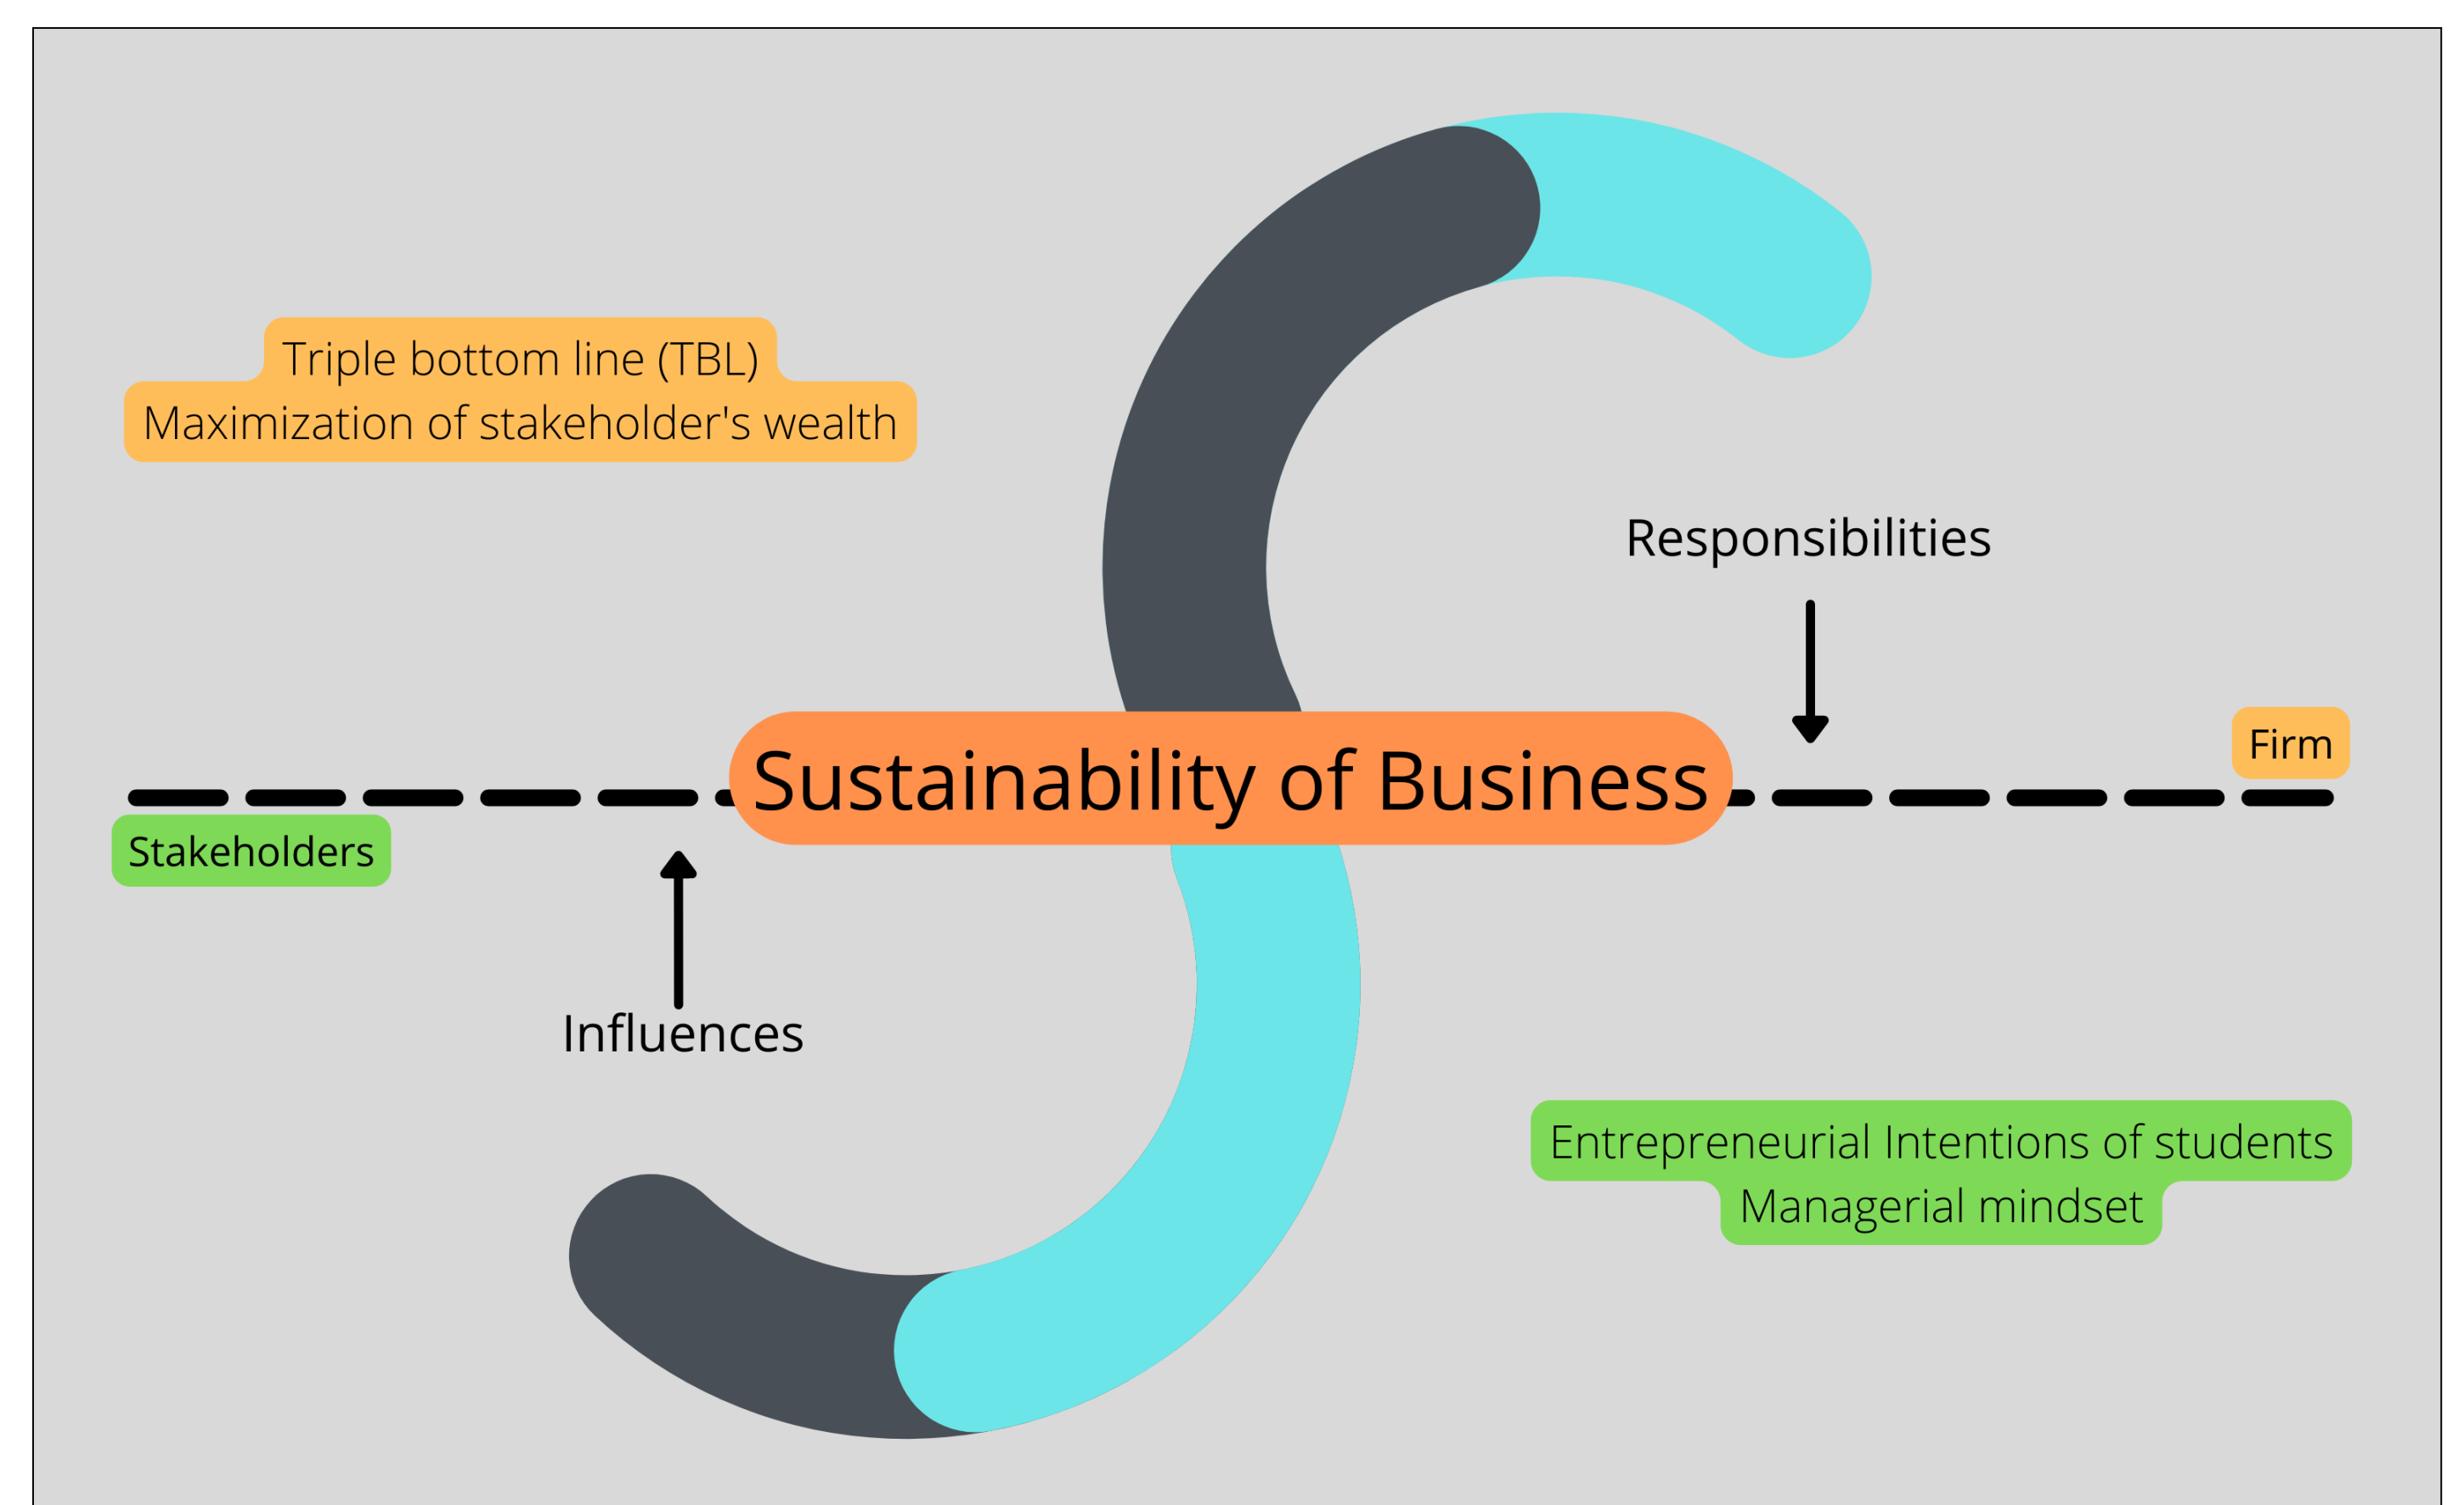 Triple bottom line (TBL)
Maximization of stakeholder's wealth
Responsibilities
Firm
Sustainability of Business
Stakeholders
Influences
Entrepreneurial Intentions of students
Managerial mindset